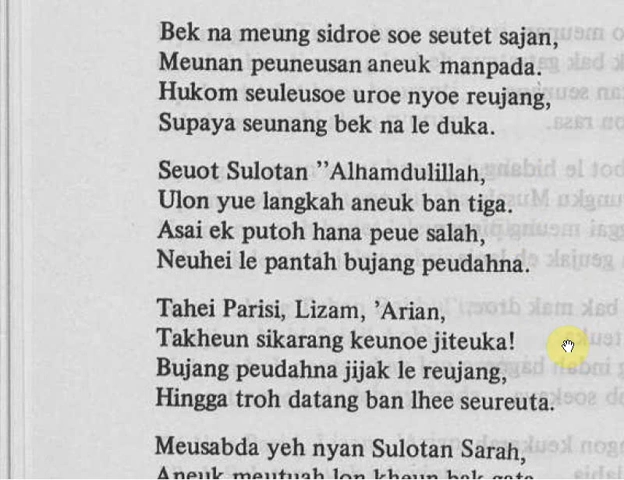 Bek na meung sidroe soe seutet sajan,
Meunan peuneusan aneuk manpada.
Hukom seuleusoe uroe nyoe reujang,
Supaya seunang bek na le duka.
Seuot Sulotan ”Alhamdulillah,
Ulon yue langkah aneuk ban tiga.
Asai ek putoh hana peue salah,
Neuhei le pantah bujang peudahna.
Tahei Parisi, Lizam, ’Arian,
Takheun sikarang keunoe jiteuka!
Bujang peudahna jijak le reujang,
Hingga troh datang ban lhee seureuta.
Meusabda yeh nyan Sulotan Sarah,
Aneuk meutuah lon kheun bak gata